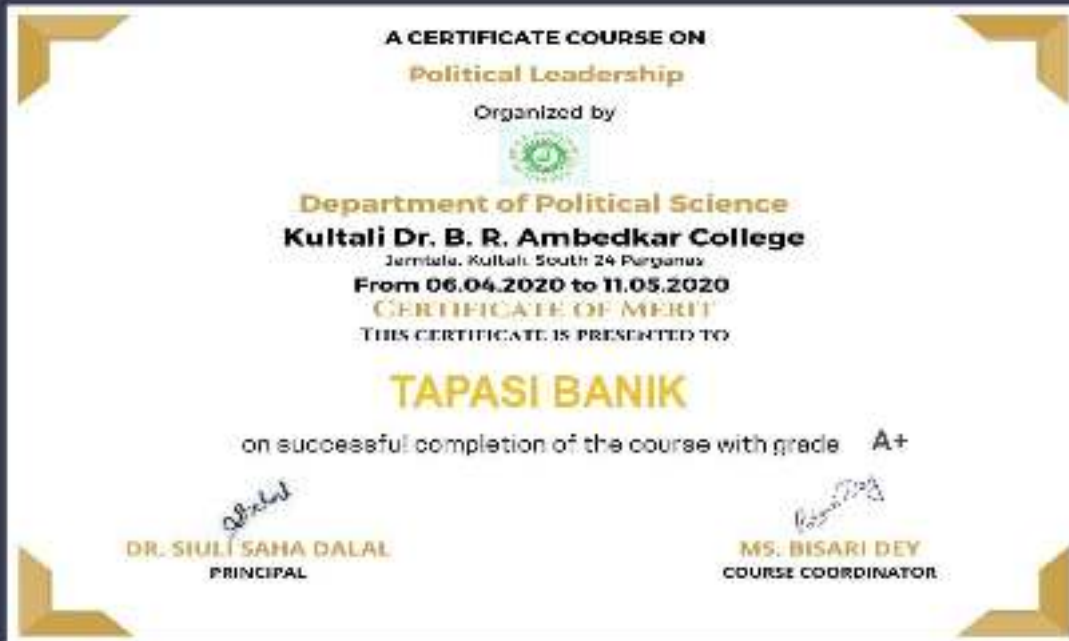 A CERTIFICATE COURSE ON
Political Leadership
Organized by
Department of Political Science
Kultali Dr. B. R. Ambedkar College
Jamtala, Kultali, South 24 Parganas
From 06.04.2020 to 11.05.2020
CERTIFICATE OF MERIT
THIS CERTIFICATE IS PRESENTED TO
TAPASI BANIK
on successful completion of the course with grade A+
DR. SIULI SAHA DALAL
PRINCIPAL
MS. BISARI DEY
COURSE COORDINATOR